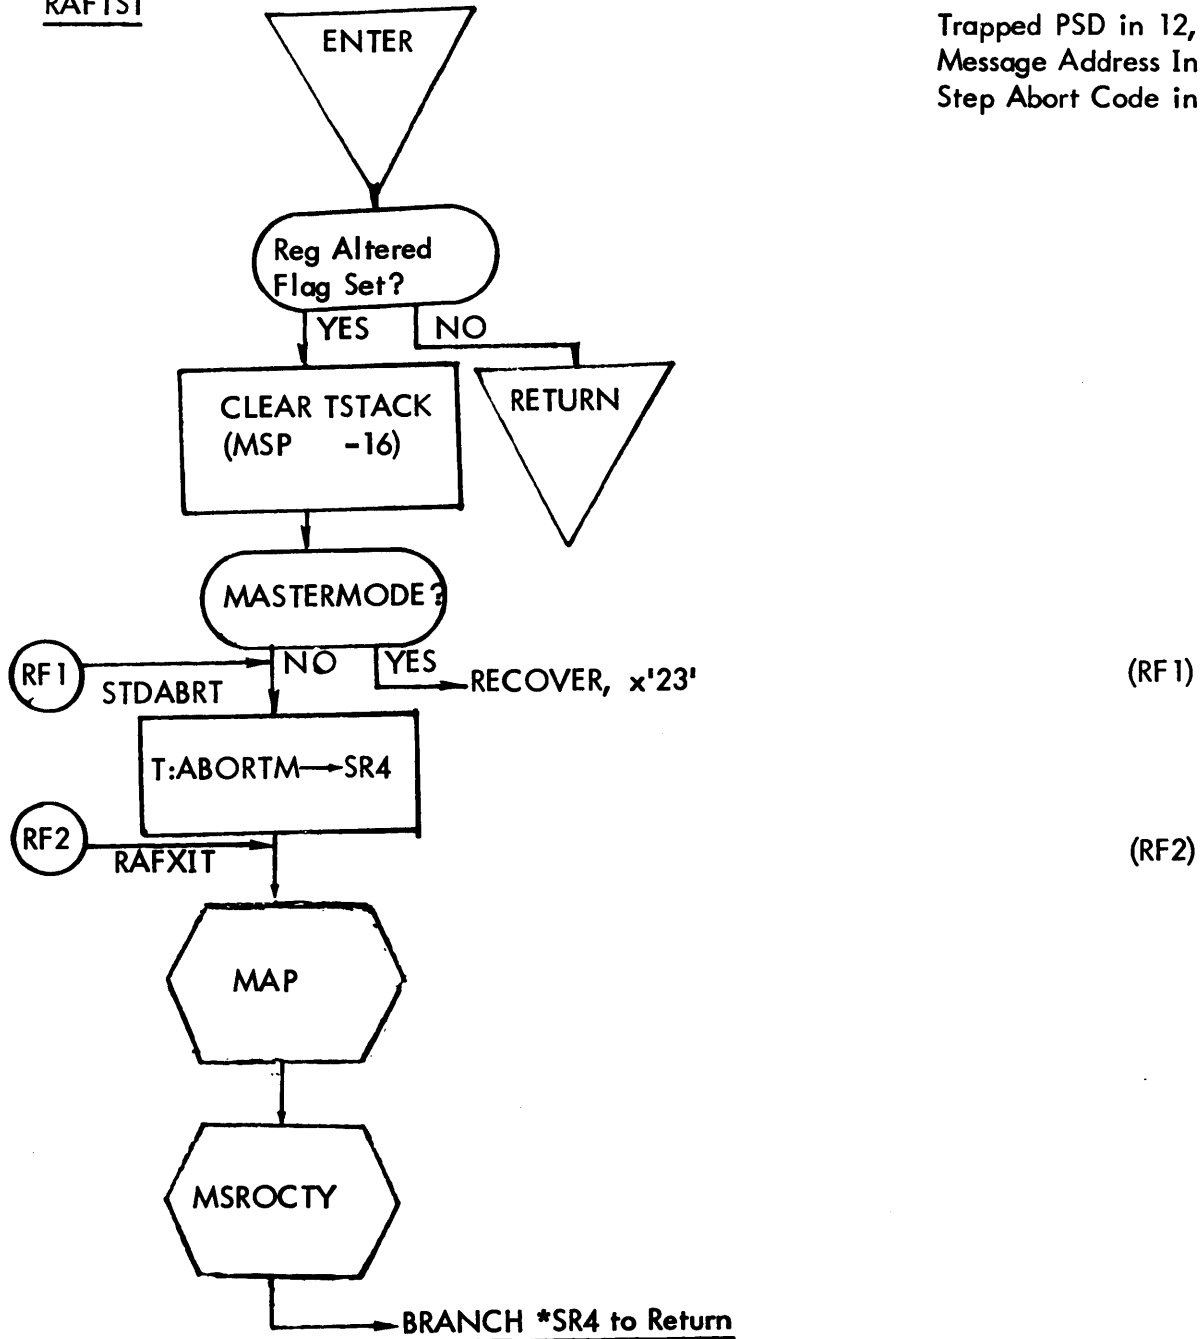 RAFTST
Trapped PSD in 12,
Message Address In
Step Abort Code in
ENTER
Reg Altered
Flag Set?
YES
NO
CLEAR TSTACK
(MSP -16)
RETURN
MASTERMODE?
RF1
STDABRT
NO
YES
RECOVER, x'23'
(RF1)
T:ABORTM→SR4
RF2
RAFXIT
(RF2)
MAP
MSROCTY
BRANCH *SR4 to Return